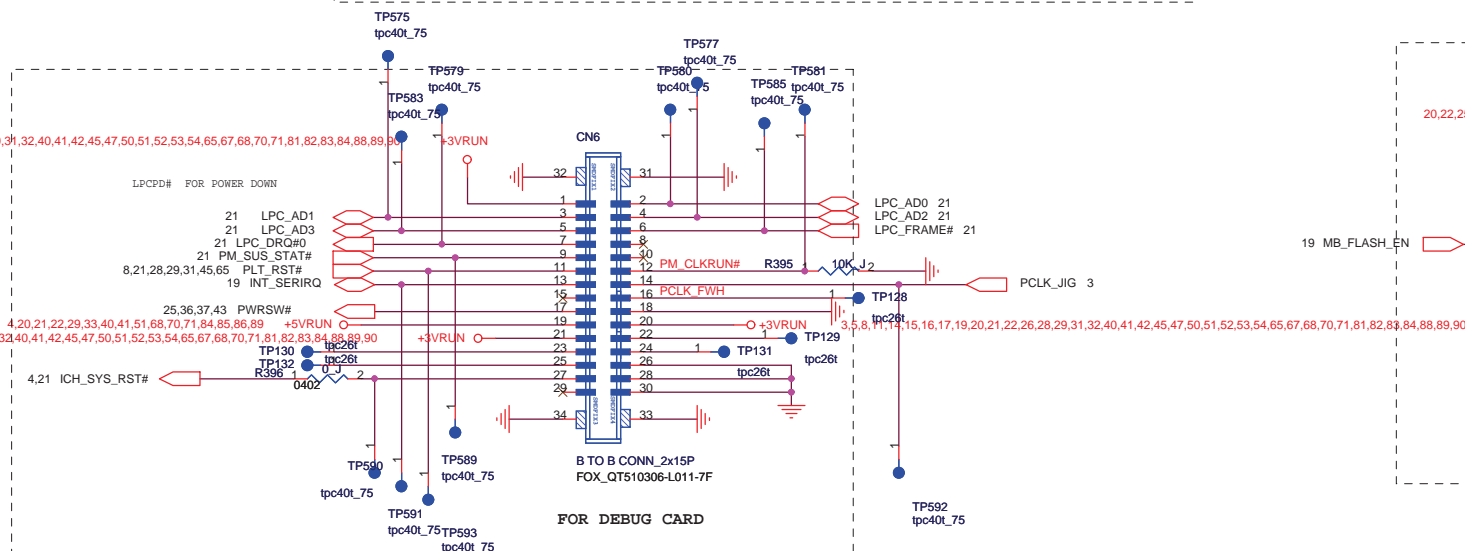 TP575
tpc40t_75
TP577
tpc40t_75
TP579
tpc40t_75
TP580
tpc40t_75
TP581
tpc40t_75
TP583
tpc40t_75
TP585
tpc40t_75
31,32,40,41,42,45,47,50,51,52,53,54,65,67,68,70,71,81,82,83,84,88,89,90
+3VRUN
CN6
20,22,25
LPCPD# FOR POWER DOWN
32 SMDFIX1 SMDFIX2 31
1 2
3 4
5 6
7 8
9 10
11 12
13 14
15 16
17 18
19 20
21 22
23 24
25 26
27 28
29 30
34 SMDFIX3 SMDFIX4 33
21 LPC_AD1
21 LPC_AD3
21 LPC_DRQ#0
21 PM_SUS_STAT#
8,21,28,29,31,45,65 PLT_RST#
19 INT_SERIRQ
25,36,37,43 PWRSW#
4,20,21,22,29,33,40,41,51,68,70,71,84,85,86,89 +5VRUN
32,40,41,42,45,47,50,51,52,53,54,65,67,68,70,71,81,82,83,84,88,89,90 +3VRUN
TP130 1 tpc26t
TP132 1 tpc26t
4,21 ICH_SYS_RST#
R396 1 0_J 2
0402
LPC_AD0 21
LPC_AD2 21
LPC_FRAME# 21
PM_CLKRUN# R395 1 10K_J 2
PCLK_JIG 3
PCLK_FWH 1 TP128
tpc26t
+3VRUN 3,5,8,11,14,15,16,17,19,20,21,22,26,28,29,31,32,40,41,42,45,47,50,51,52,53,54,65,67,68,70,71,81,82,83,84,88,89,90
1 TP129
tpc26t
1 TP131
tpc26t
19 MB_FLASH_EN
TP590
tpc40t_75
TP589
tpc40t_75
TP591
tpc40t_75
TP593
tpc40t_75
B TO B CONN_2x15P
FOX_QT510306-L011-7F
FOR DEBUG CARD
TP592
tpc40t_75